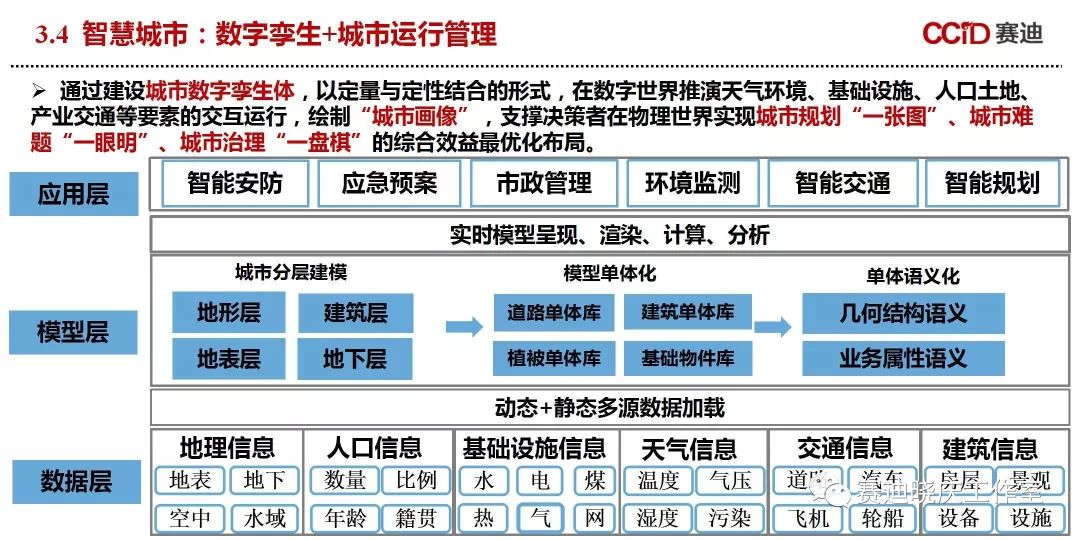 3.4 智慧城市：数字孪生+城市运行管理
CCID 赛迪
➢ 通过建设城市数字孪生体，以定量与定性结合的形式，在数字世界推演天气环境、基础设施、人口土地、
产业交通等要素的交互运行，绘制“城市画像”，支撑决策者在物理世界实现城市规划“一张图”、城市难
题“一眼明”、城市治理“一盘棋”的综合效益最优化布局。
应用层
智能安防 应急预案 市政管理 环境监测 智能交通 智能规划
实时模型呈现、渲染、计算、分析
模型层
城市分层建模 模型单体化 单体语义化
地形层 建筑层 道路单体库 建筑单体库 几何结构语义
地表层 地下层 植被单体库 基础物件库 业务属性语义
动态+静态多源数据加载
数据层
地理信息 人口信息 基础设施信息 天气信息 交通信息 建筑信息
地表 地下 数量 比例 水 电 煤 温度 气压 道路 汽车 房屋 景观
空中 水域 年龄 籍贯 热 气 网 湿度 污染 飞机 轮船 设备 设施
赛迪晓庆工作室